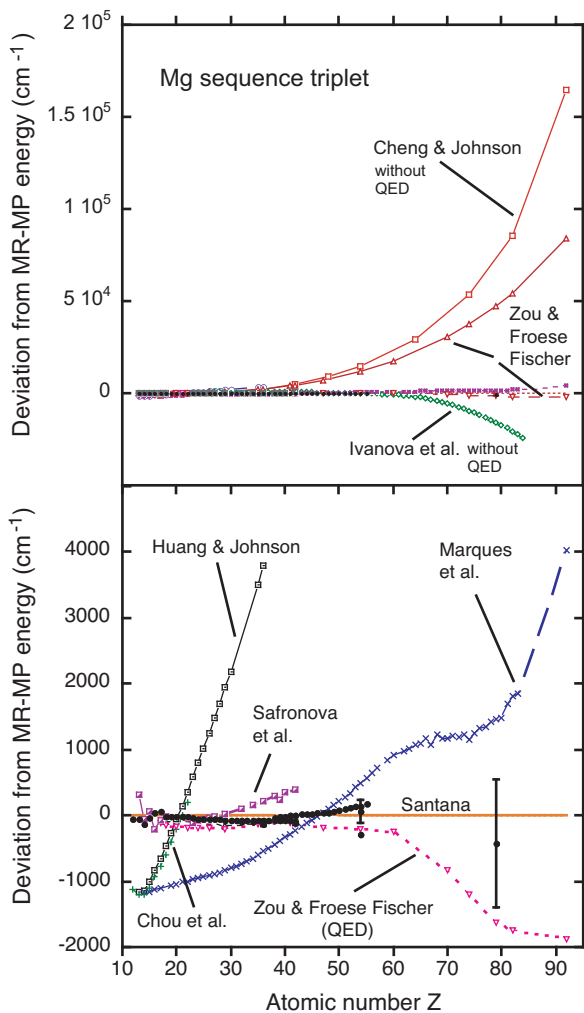 2 10⁵
1.5 10⁵
1 10⁵
5 10⁴
0
Deviation from MR-MP energy (cm⁻¹)
Mg sequence triplet
Cheng & Johnson
without
QED
Zou &
Froese
Fischer
Ivanova et al. without
QED
4000
3000
2000
1000
0
-1000
-2000
Deviation from MR-MP energy (cm⁻¹)
Huang & Johnson
Marques
et al.
Safronova
et al.
Santana
Chou et al.
Zou & Froese Fischer
(QED)
10 20 30 40 50 60 70 80 90
Atomic number Z